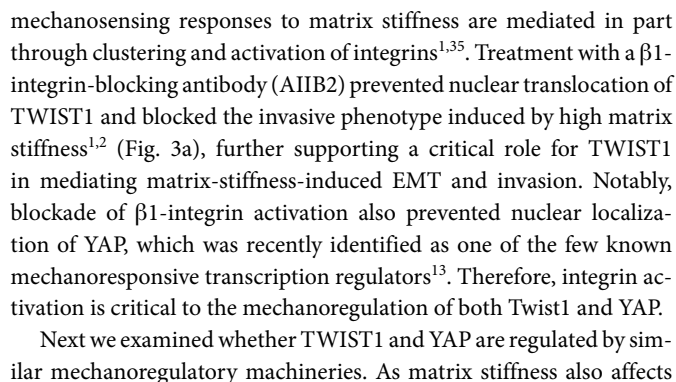 mechanosensing responses to matrix stiffness are mediated in part
through clustering and activation of integrins1,35. Treatment with a β1-
integrin-blocking antibody (AIIB2) prevented nuclear translocation of
TWIST1 and blocked the invasive phenotype induced by high matrix
stiffness1,2 (Fig. 3a), further supporting a critical role for TWIST1
in mediating matrix-stiffness-induced EMT and invasion. Notably,
blockade of β1-integrin activation also prevented nuclear localiza-
tion of YAP, which was recently identified as one of the few known
mechanoresponsive transcription regulators13. Therefore, integrin ac-
tivation is critical to the mechanoregulation of both Twist1 and YAP.
Next we examined whether TWIST1 and YAP are regulated by sim-
ilar mechanoregulatory machineries. As matrix stiffness also affects